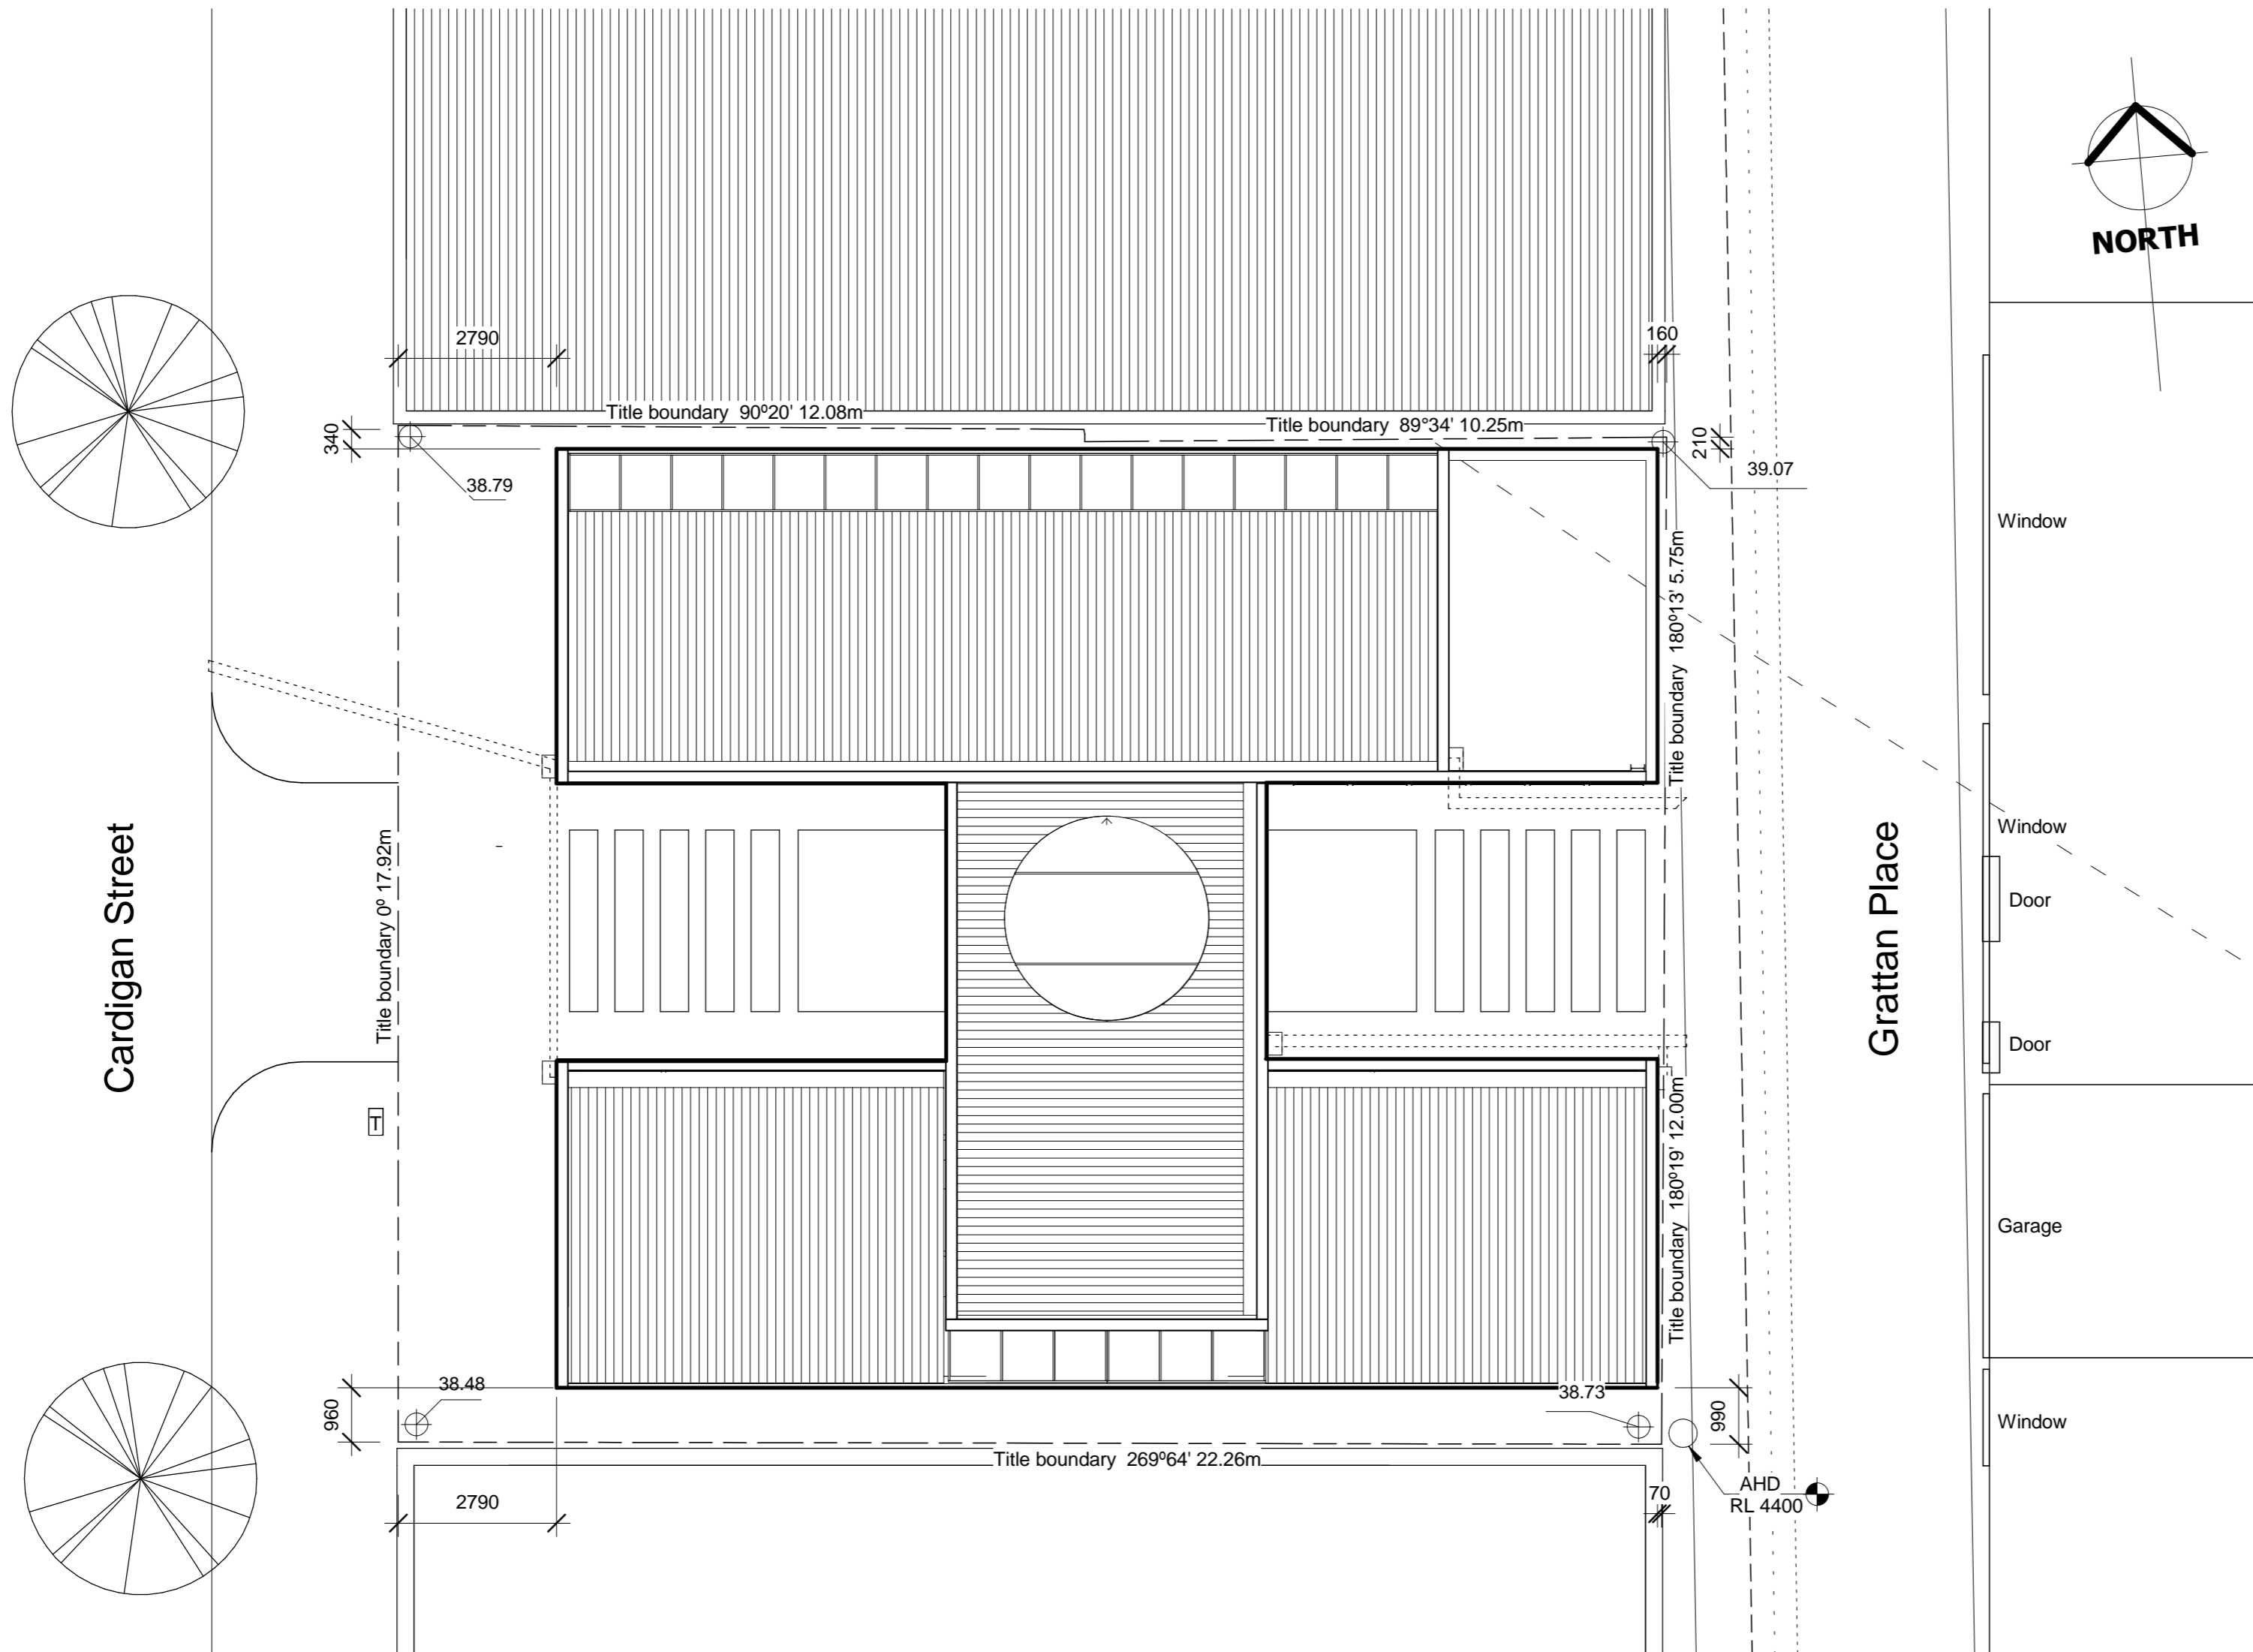 NORTH
2790
160
Title boundary  90º20' 12.08m
Title boundary  89°34' 10.25m
340
210
38.79
39.07
Window
Title boundary  180º13' 5.75m
Cardigan Street
Title boundary 0º 17.92m
Grattan Place
Window
Door
Door
T
Title boundary  180º19' 12.00m
Garage
38.48
38.73
960
990
Window
Title boundary  269º64' 22.26m
2790
70
AHD
RL 4400